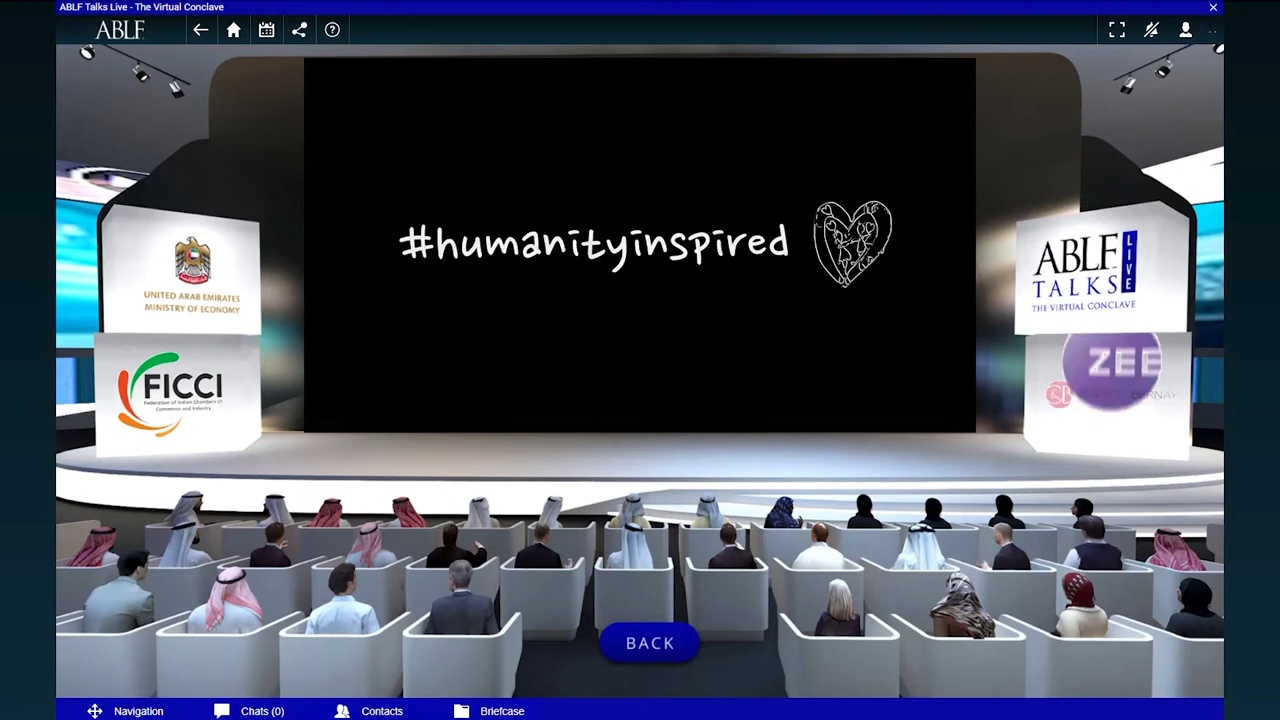 ABLF Talks Live - The Virtual Conclave
ABLF
#humanityinspired
UNITED ARAB EMIRATES
MINISTRY OF ECONOMY
FICCI
Federation of Indian Chambers of
Commerce and Industry
ABLF
LIVE
TALKS
THE VIRTUAL CONCLAVE
ZEE
BACK
Navigation
Chats (0)
Contacts
Briefcase